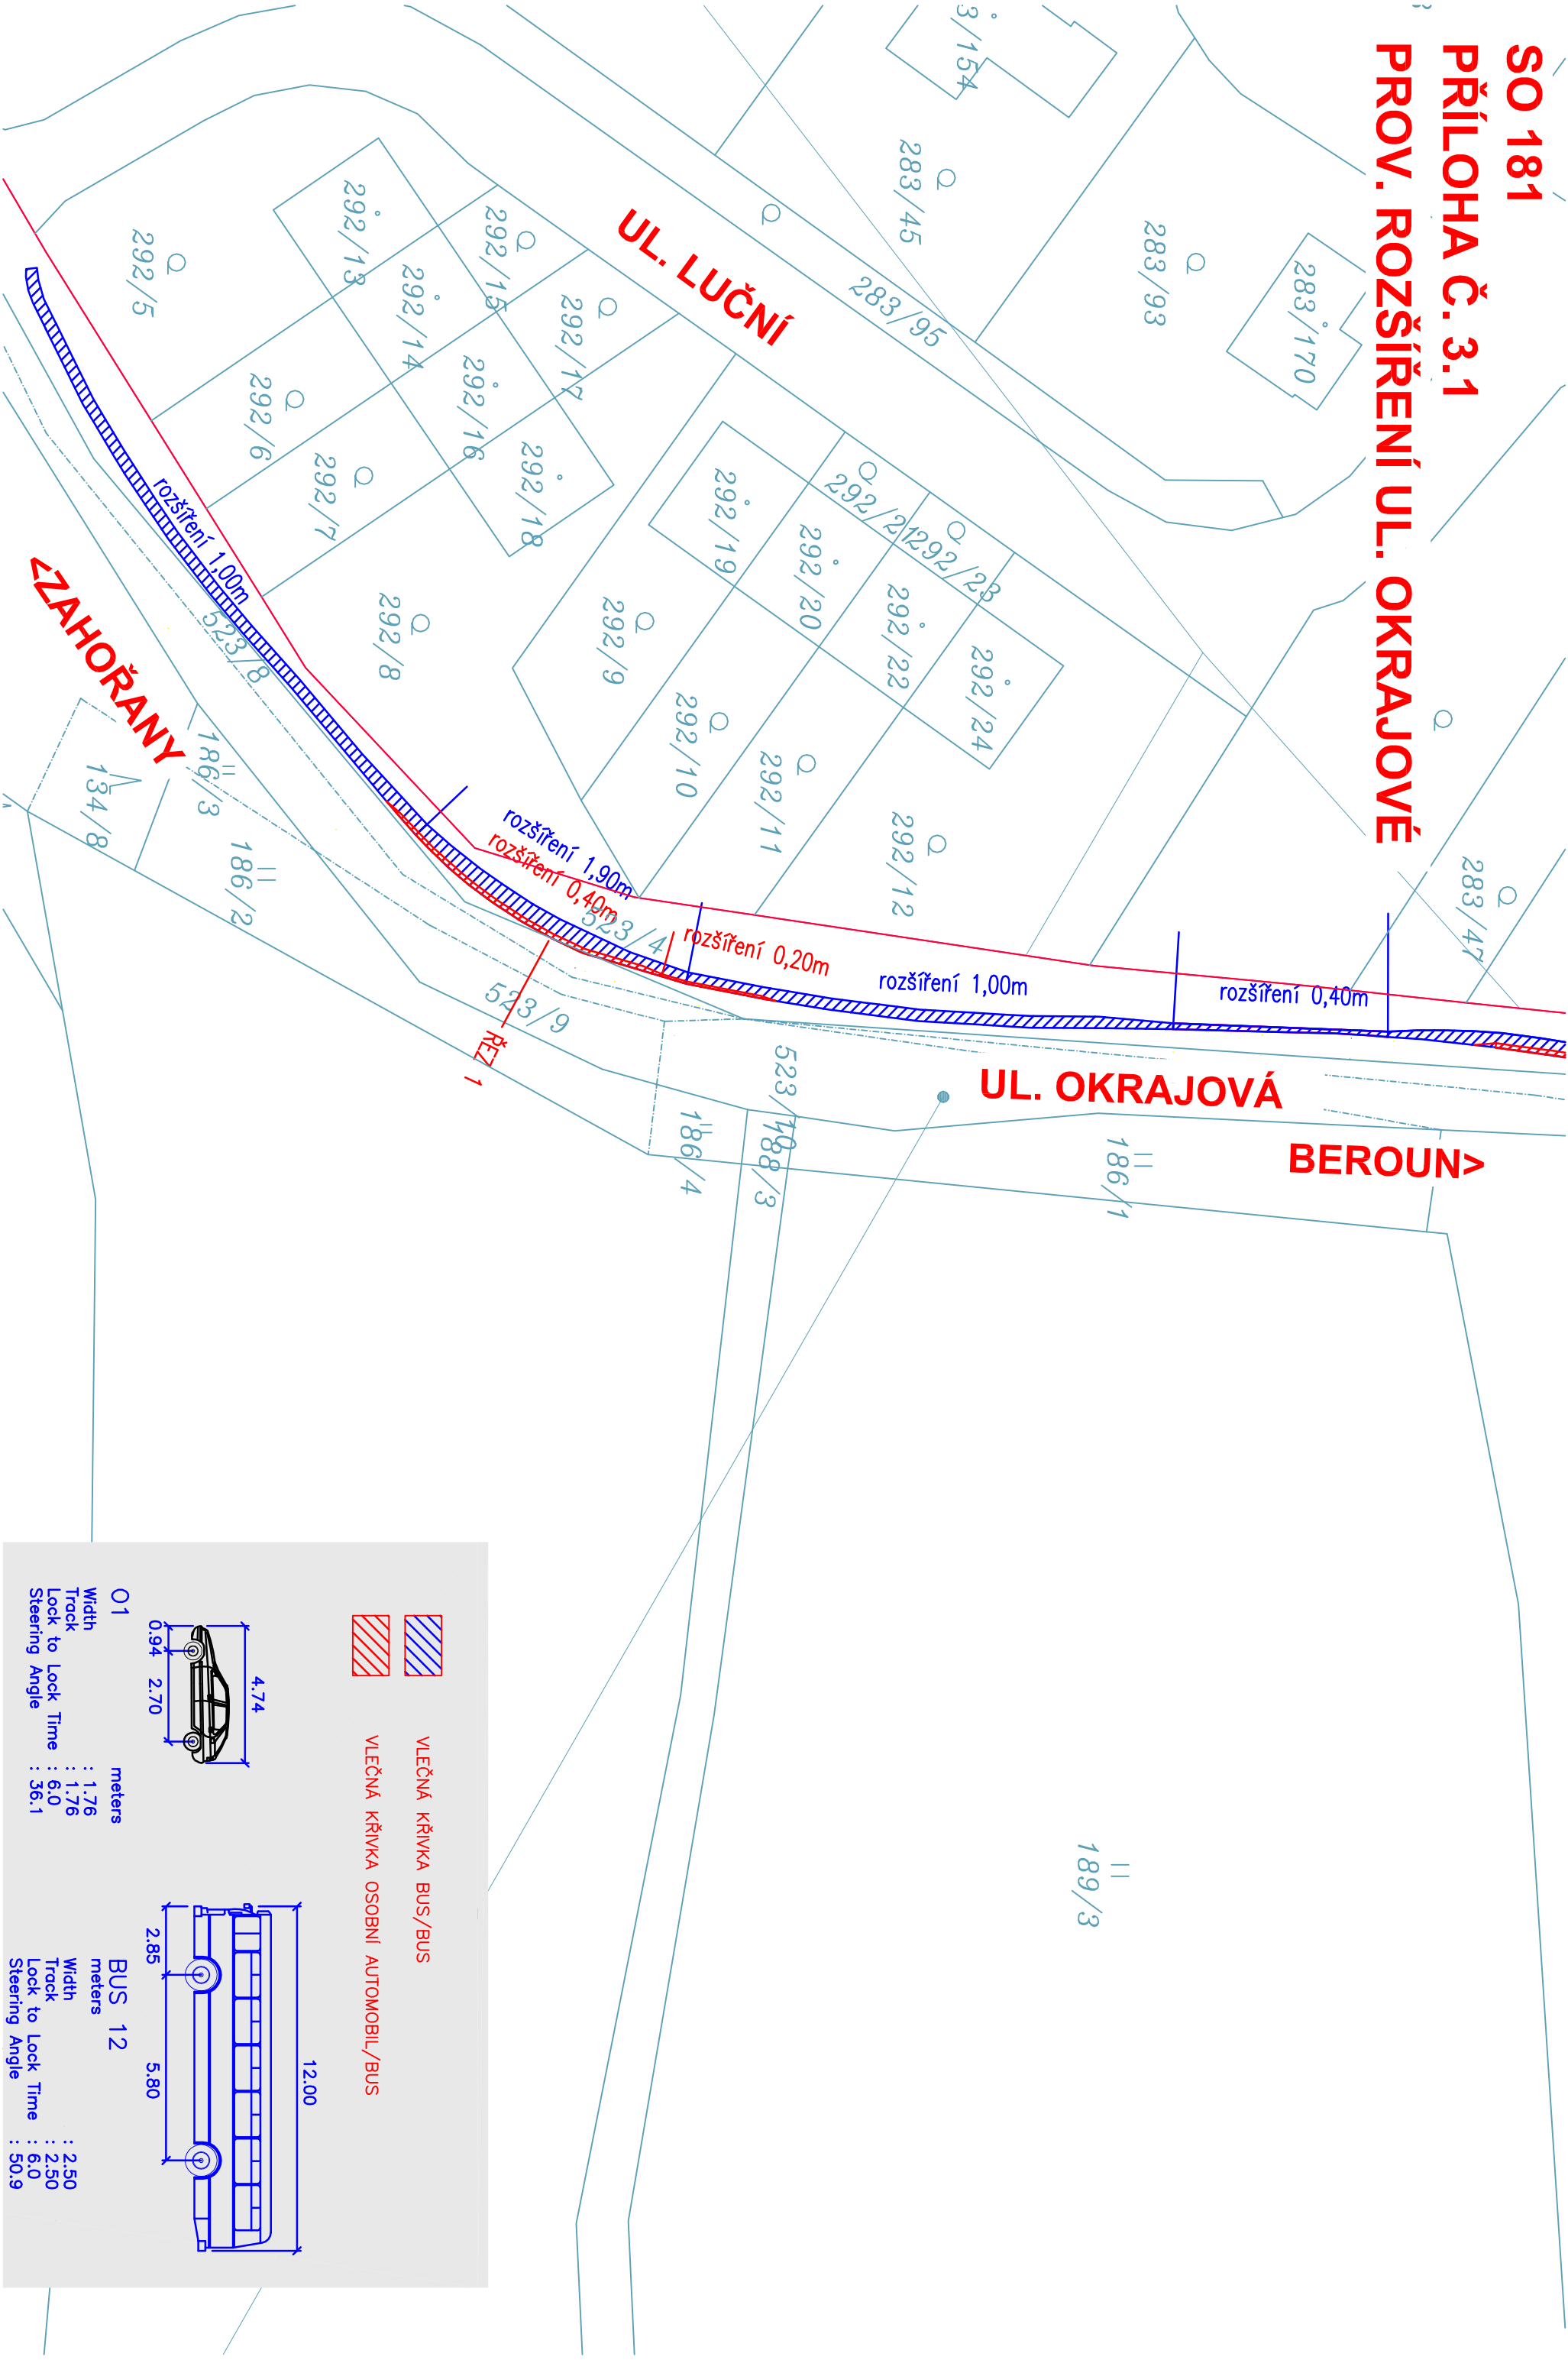 SO 181
PŘÍLOHA Č. 3.1
PROV. ROZŠÍŘENÍ UL. OKRAJOVÉ
283/170
283/93
283/45
283/95
283/47
UL. LUČNÍ
292/5
292/13
292/14
292/15
292/16
292/17
292/18
292/6
292/7
292/8
292/9
292/19
292/20
292/21
292/22
292/23
292/24
292/10
292/11
292/12
rozšíření 1,00m
rozšíření 1,90m
rozšíření 0,40m
rozšíření 0,20m
rozšíření 1,00m
rozšíření 0,40m
523/8
523/4
523/9
523/10
<ZAHOŘANY
UL. OKRAJOVÁ
BEROUN>
ŘEZ 1
186/3
134/8
186/2
186/4
188/3
186/1
189/3
VLEČNÁ KŘIVKA BUS/BUS
VLEČNÁ KŘIVKA OSOBNÍ AUTOMOBIL/BUS
4.74
0.94 2.70
O1
meters
Width : 1.76
Track : 1.76
Lock to Lock Time : 6.0
Steering Angle : 36.1
12.00
2.85 5.80
BUS 12
meters
Width : 2.50
Track : 2.50
Lock to Lock Time : 6.0
Steering Angle : 50.9